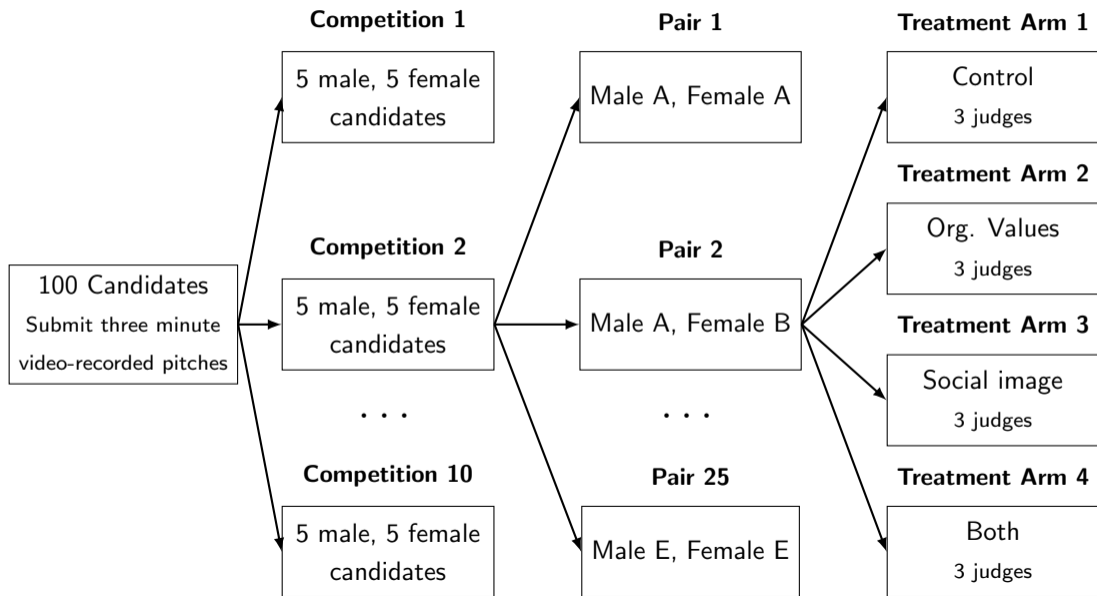 Competition 1
5 male, 5 female
candidates
Competition 2
5 male, 5 female
candidates
. . .
Competition 10
5 male, 5 female
candidates
100 Candidates
Submit three minute
video-recorded pitches
Pair 1
Male A, Female A
Pair 2
Male A, Female B
. . .
Pair 25
Male E, Female E
Treatment Arm 1
Control
3 judges
Treatment Arm 2
Org. Values
3 judges
Treatment Arm 3
Social image
3 judges
Treatment Arm 4
Both
3 judges